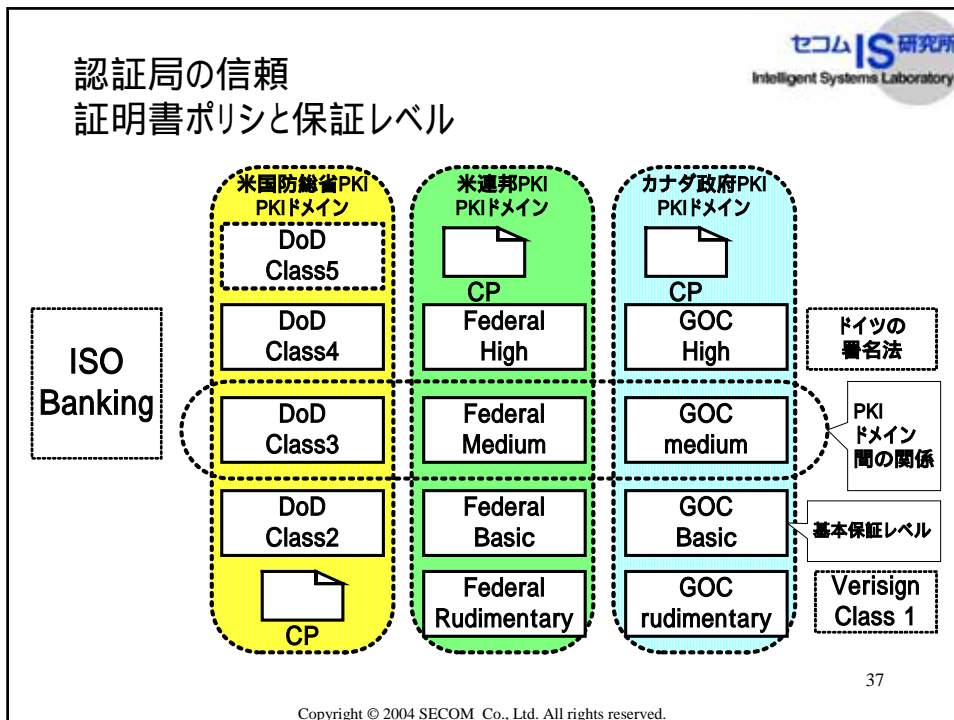 セコム IS 研究所
Intelligent Systems Laboratory
認証局の信頼
証明書ポリシと保証レベル
米国防総省PKI
PKIドメイン
米連邦PKI
PKIドメイン
カナダ政府PKI
PKIドメイン
DoD
Class5
CP
CP
DoD
Class4
Federal
High
GOC
High
ドイツの
署名法
ISO
Banking
DoD
Class3
Federal
Medium
GOC
medium
PKI
ドメイン
間の関係
DoD
Class2
Federal
Basic
GOC
Basic
基本保証レベル
CP
Federal
Rudimentary
GOC
rudimentary
Verisign
Class 1
37
Copyright © 2004 SECOM Co., Ltd. All rights reserved.